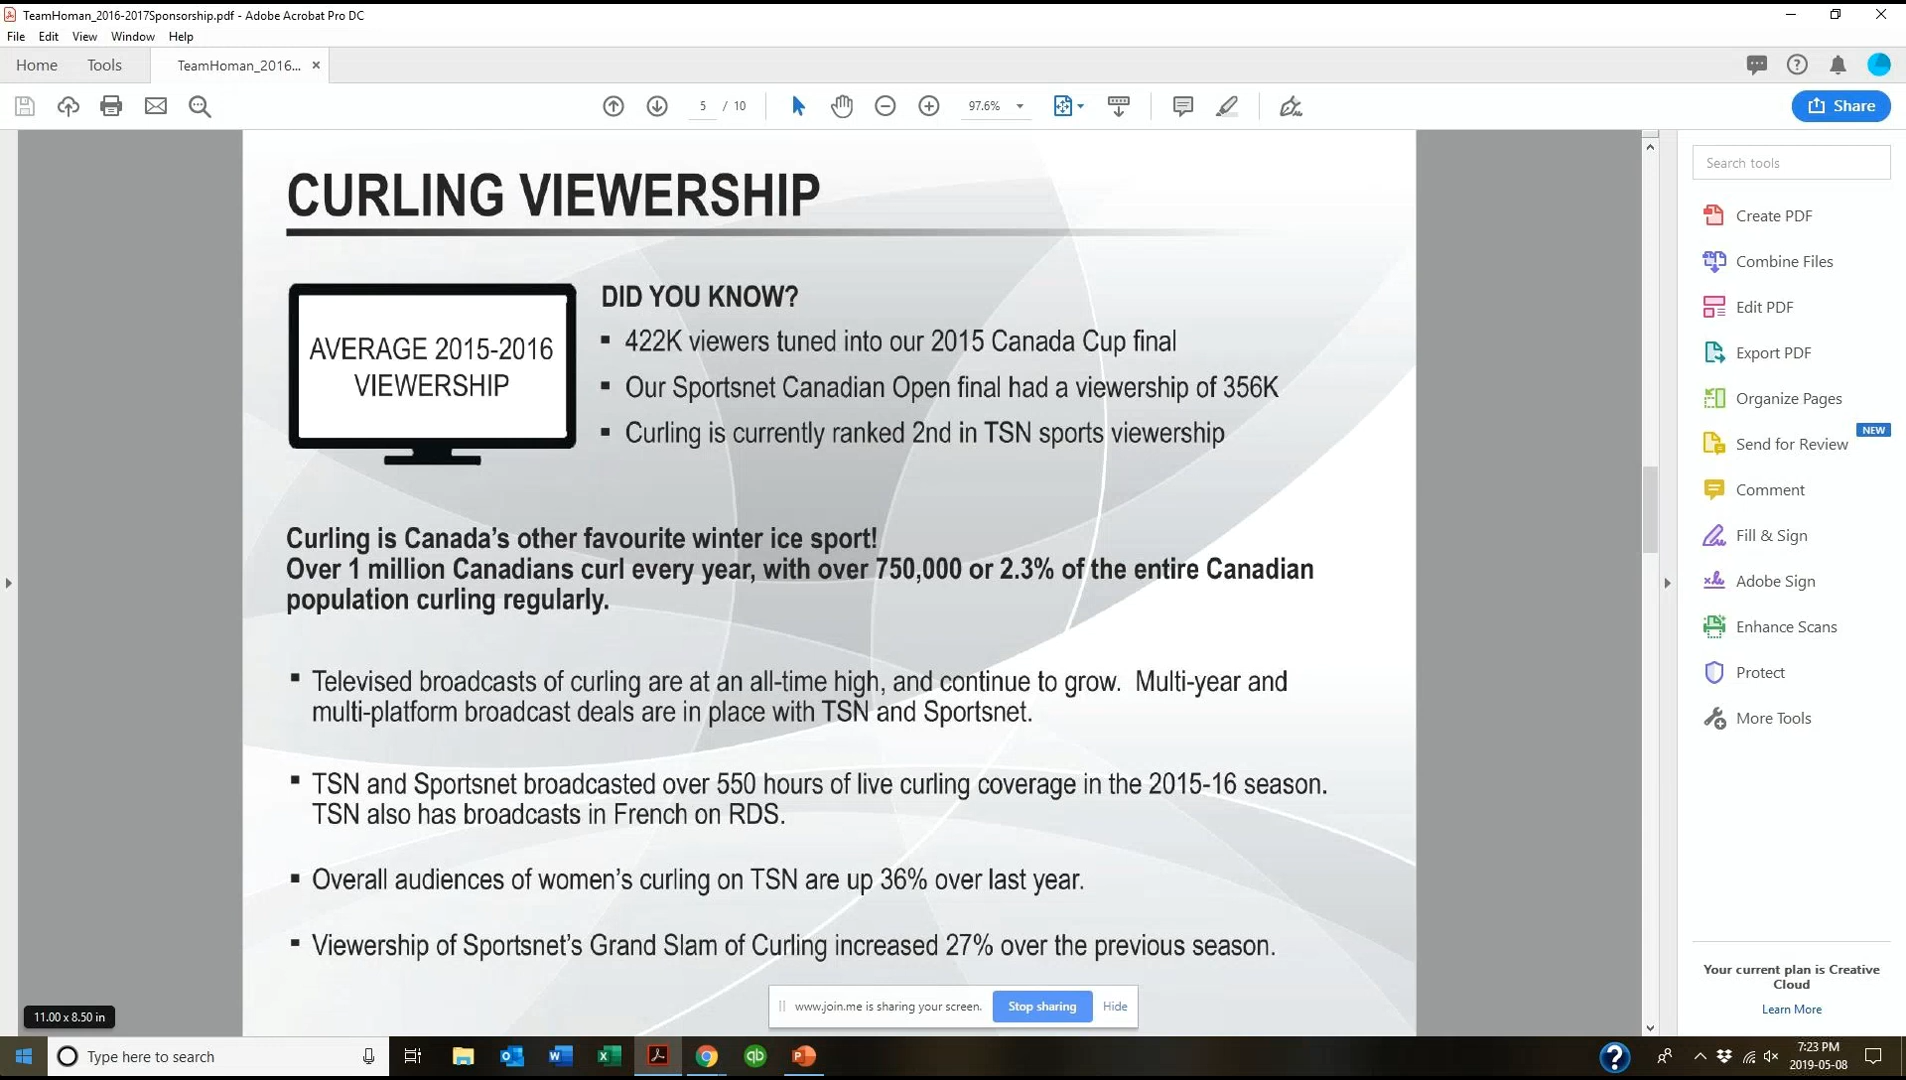 TeamHoman_2016-2017Sponsorship.pdf - Adobe Acrobat Pro DC
File Edit View Window Help
Home Tools TeamHoman_2016... ×
5 / 10 97.6% Share
Search tools
Create PDF
Combine Files
Edit PDF
Export PDF
Organize Pages
Send for Review NEW
Comment
Fill & Sign
Adobe Sign
Enhance Scans
Protect
More Tools
CURLING VIEWERSHIP
AVERAGE 2015-2016
VIEWERSHIP
DID YOU KNOW?
▪ 422K viewers tuned into our 2015 Canada Cup final
▪ Our Sportsnet Canadian Open final had a viewership of 356K
▪ Curling is currently ranked 2nd in TSN sports viewership
Curling is Canada's other favourite winter ice sport!
Over 1 million Canadians curl every year, with over 750,000 or 2.3% of the entire Canadian
population curling regularly.
▪ Televised broadcasts of curling are at an all-time high, and continue to grow. Multi-year and
multi-platform broadcast deals are in place with TSN and Sportsnet.
▪ TSN and Sportsnet broadcasted over 550 hours of live curling coverage in the 2015-16 season.
TSN also has broadcasts in French on RDS.
▪ Overall audiences of women's curling on TSN are up 36% over last year.
▪ Viewership of Sportsnet's Grand Slam of Curling increased 27% over the previous season.
Your current plan is Creative
Cloud
Learn More
www.join.me is sharing your screen. Stop sharing Hide
11.00 x 8.50 in
Type here to search
7:23 PM
2019-05-08